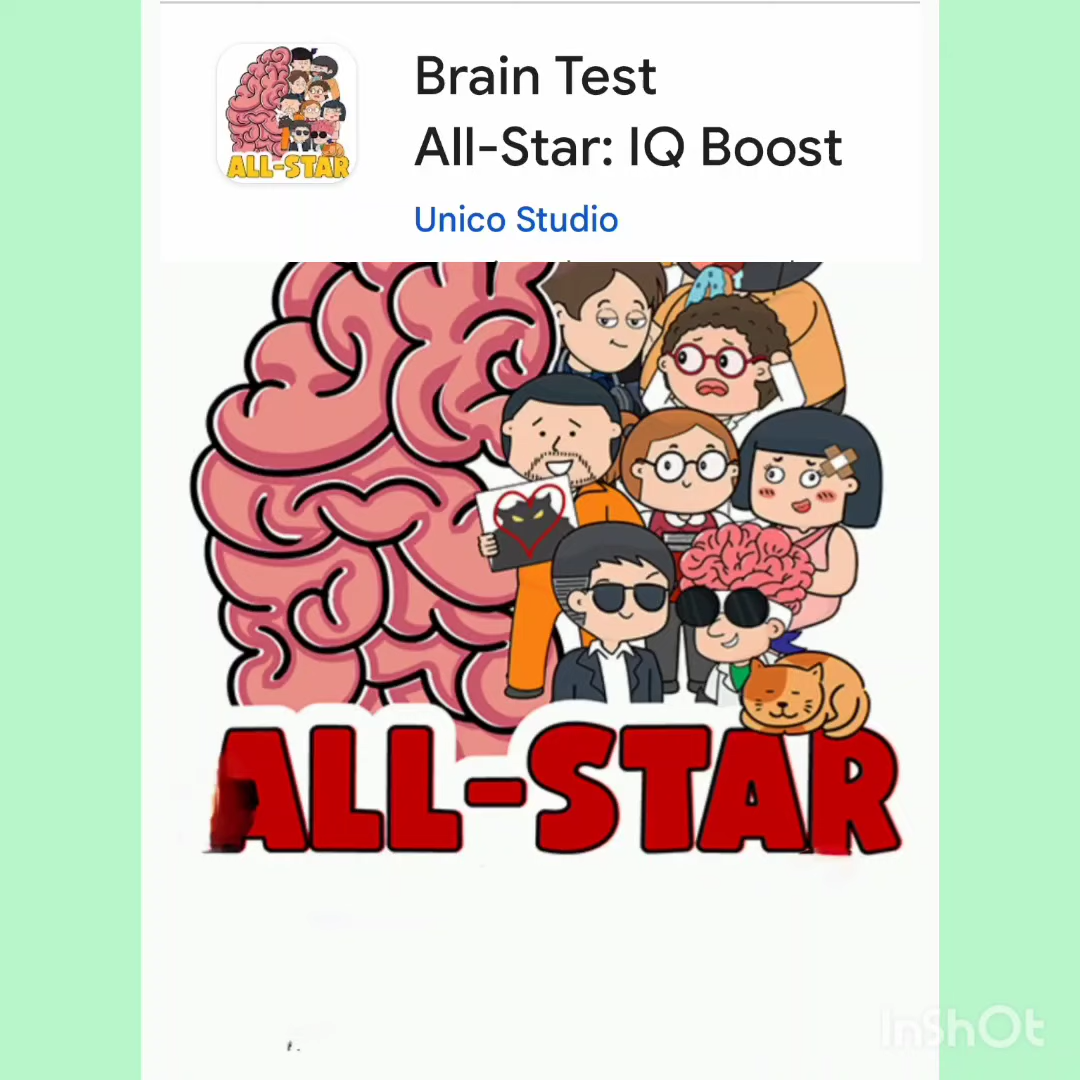 Brain Test
All-Star: IQ Boost
ALL-STAR
Unico Studio
ALL-STAR
InShOt